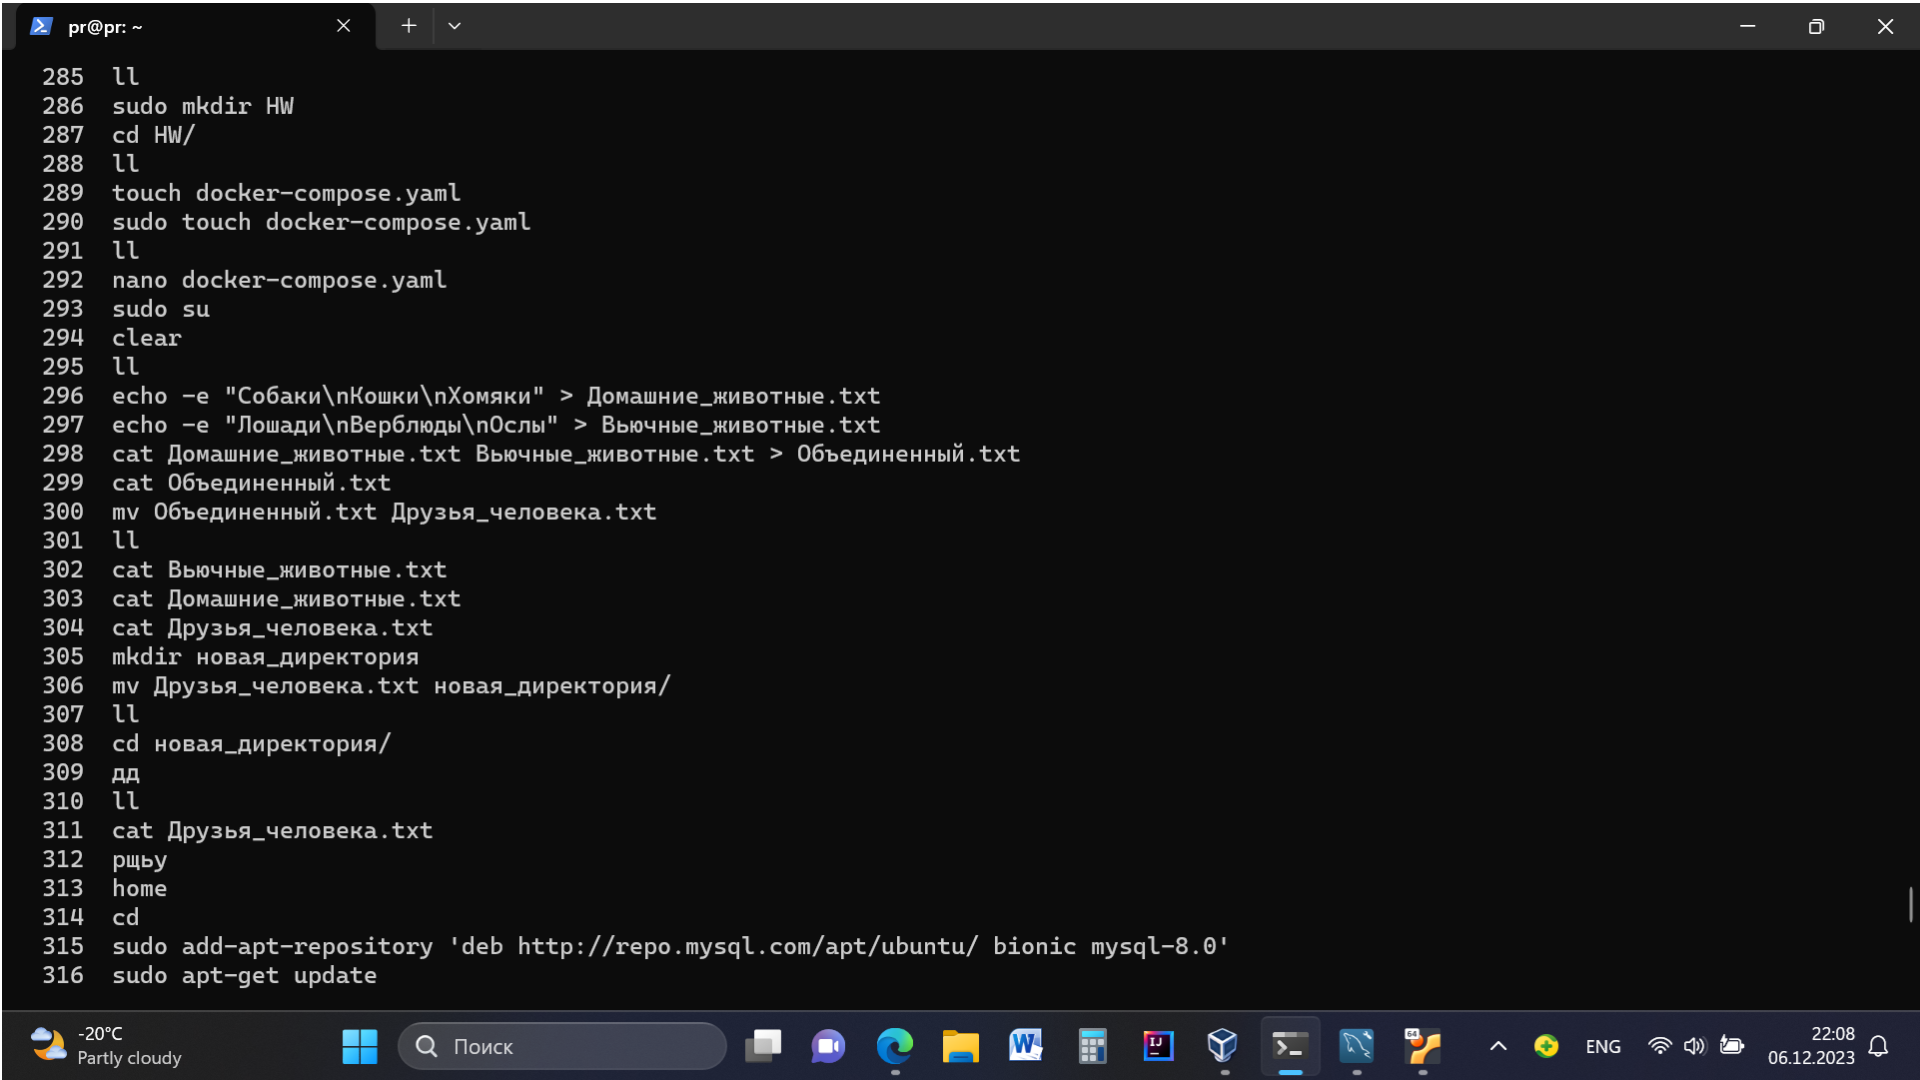 pr@pr: ~
285 ll
286 sudo mkdir HW
287 cd HW/
288 ll
289 touch docker-compose.yaml
290 sudo touch docker-compose.yaml
291 ll
292 nano docker-compose.yaml
293 sudo su
294 clear
295 ll
296 echo -e "Собаки\nКошки\nХомяки" > Домашние_животные.txt
297 echo -e "Лошади\nВерблюды\nОслы" > Вьючные_животные.txt
298 cat Домашние_животные.txt Вьючные_животные.txt > Объединенный.txt
299 cat Объединенный.txt
300 mv Объединенный.txt Друзья_человека.txt
301 ll
302 cat Вьючные_животные.txt
303 cat Домашние_животные.txt
304 cat Друзья_человека.txt
305 mkdir новая_директория
306 mv Друзья_человека.txt новая_директория/
307 ll
308 cd новая_директория/
309 дд
310 ll
311 cat Друзья_человека.txt
312 рщьу
313 home
314 cd
315 sudo add-apt-repository 'deb http://repo.mysql.com/apt/ubuntu/ bionic mysql-8.0'
316 sudo apt-get update
-20°C
Partly cloudy
Поиск
W
IJ
64
ENG
22:08
06.12.2023